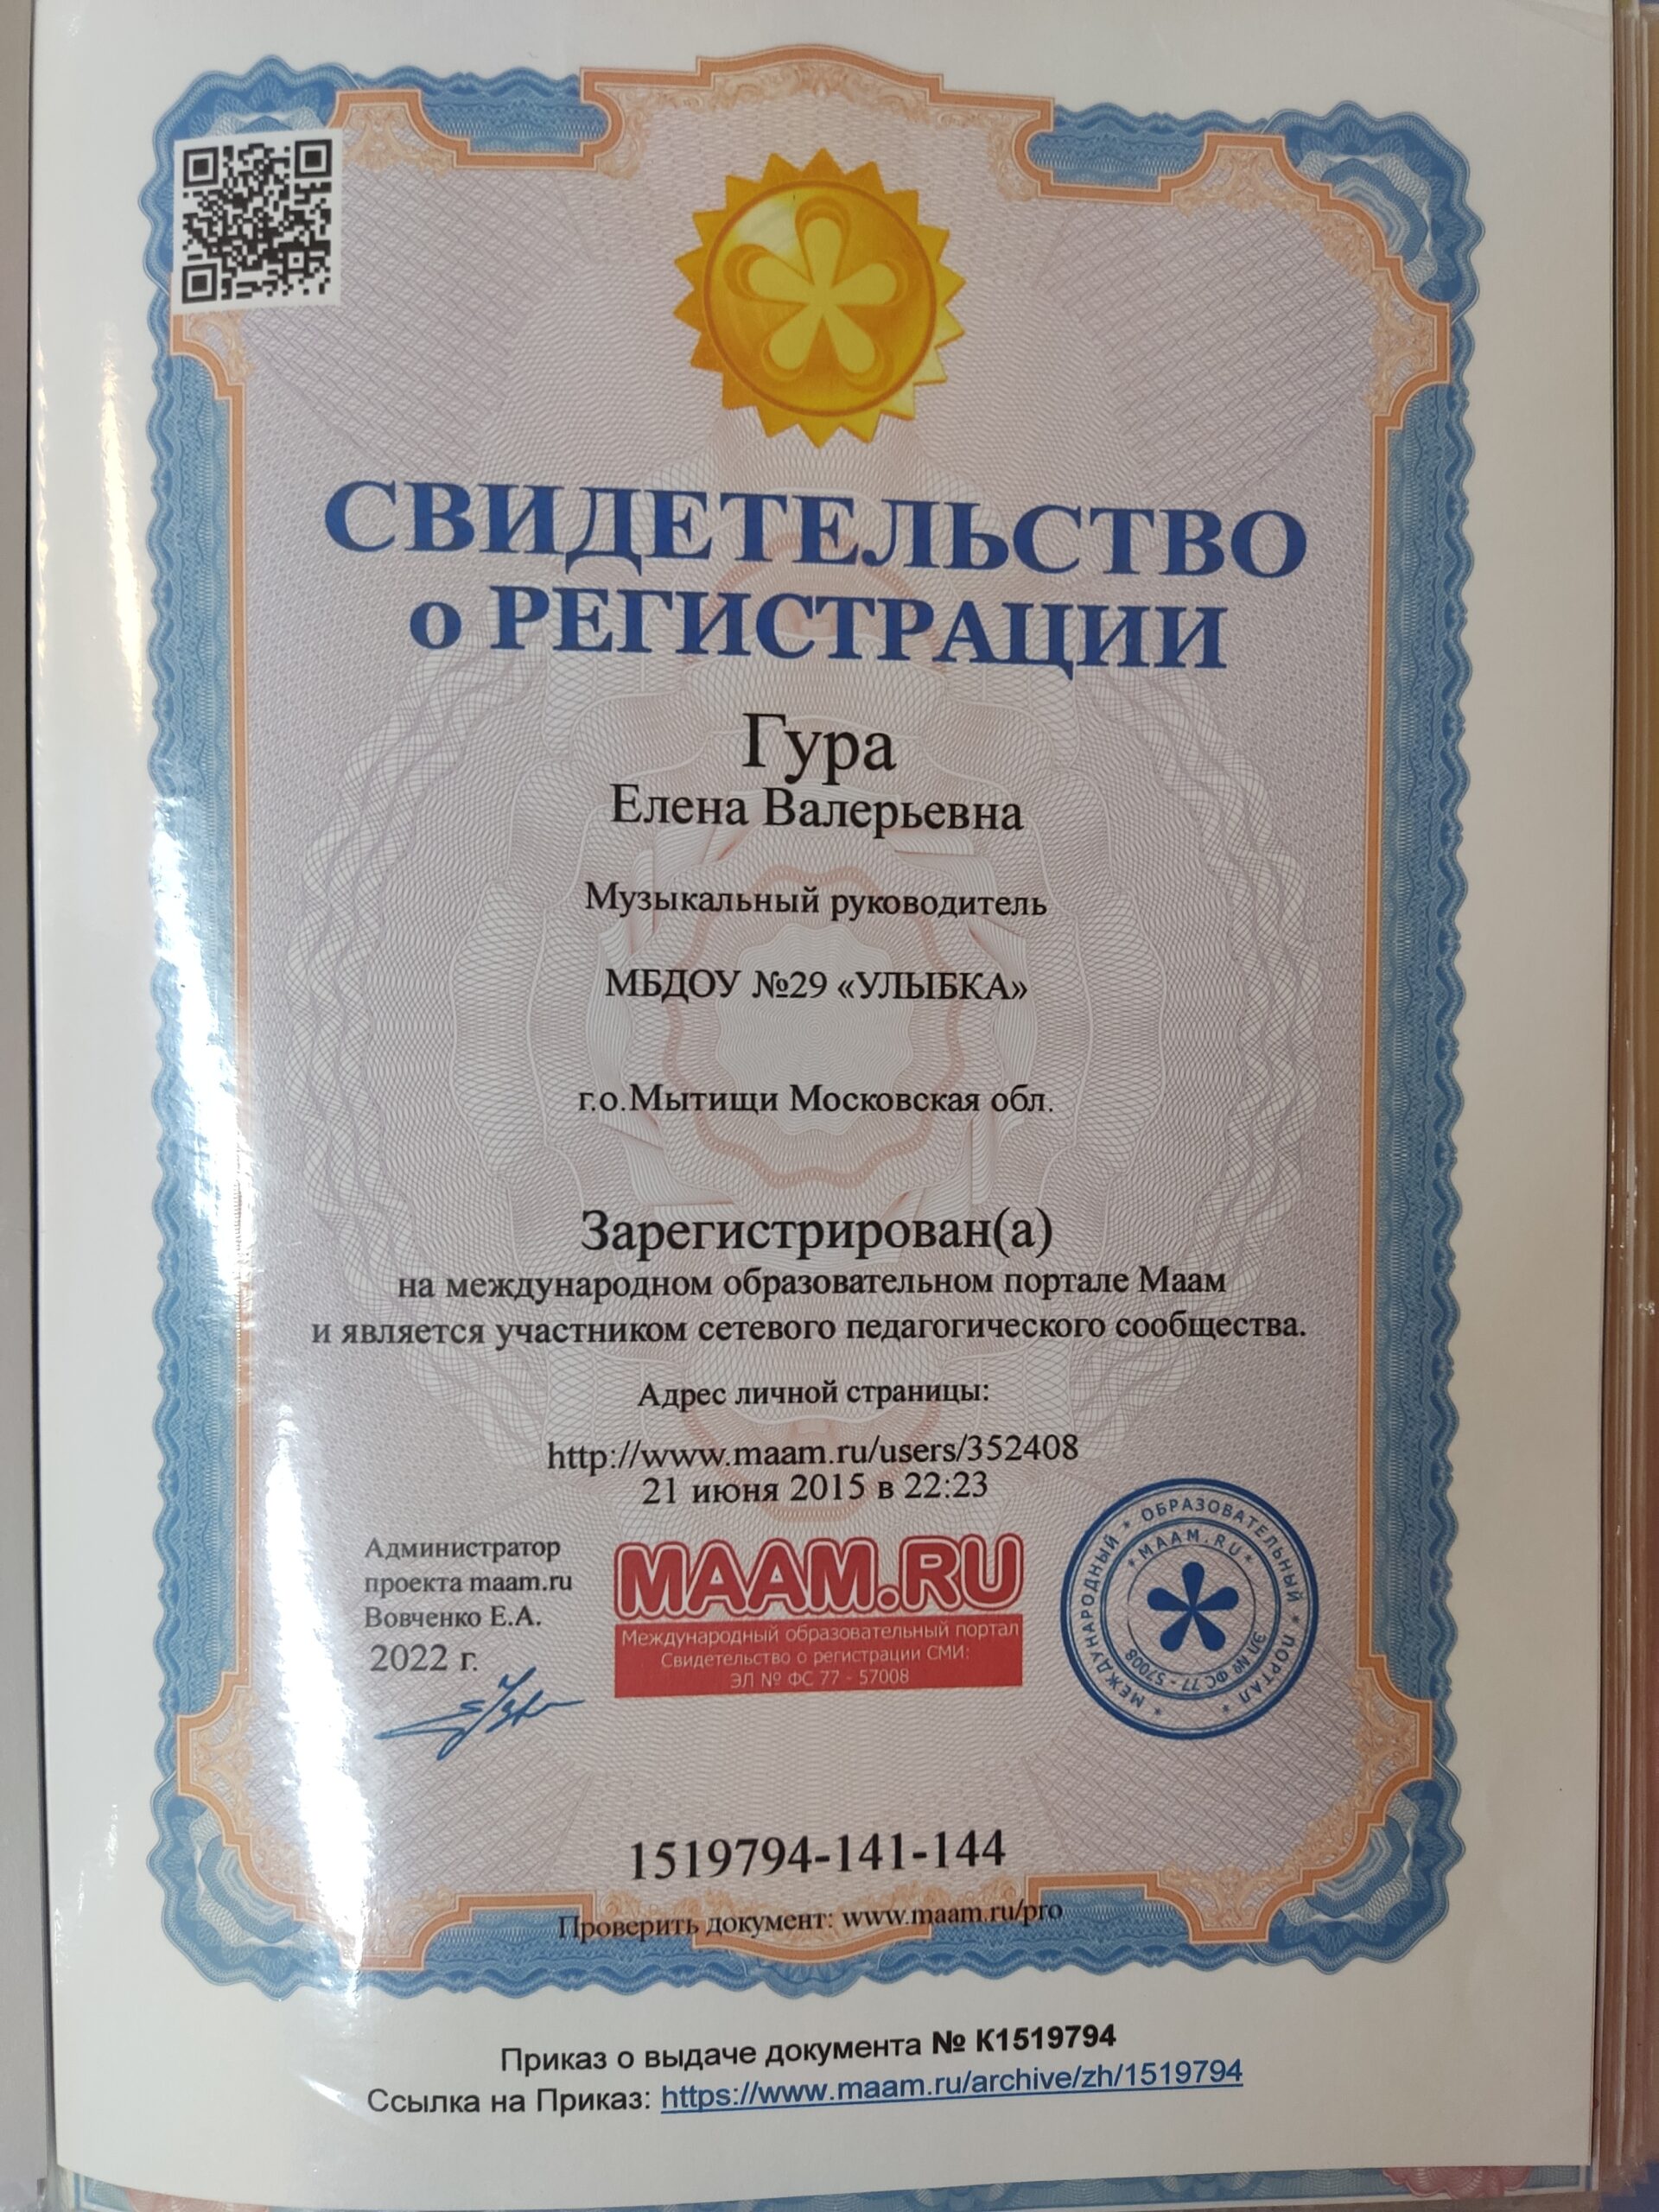 СВИДЕТЕЛЬСТВО
о РЕГИСТРАЦИИ
Гура
Елена Валерьевна
Музыкальный руководитель
МБДОУ №29 «УЛЫБКА»
г.о.Мытищи Московская обл.
Зарегистрирован(а)
на международном образовательном портале Маам
и является участником сетевого педагогического сообщества.
Адрес личной страницы:
http://www.maam.ru/users/352408
21 июня 2015 в 22:23
Администратор
проекта maam.ru
Вовченко Е.А.
2022 г.
MAAM.RU
Международный образовательный портал
Свидетельство о регистрации СМИ:
ЭЛ № ФС 77 - 57008
* МЕЖДУНАРОДНЫЙ * ОБРАЗОВАТЕЛЬНЫЙ * ПОРТАЛ *
* MAAM.RU *
ЭЛ № ФС 77 - 57008
1519794-141-144
Проверить документ: www.maam.ru/pro
Приказ о выдаче документа № К1519794
Ссылка на Приказ: https://www.maam.ru/archive/zh/1519794